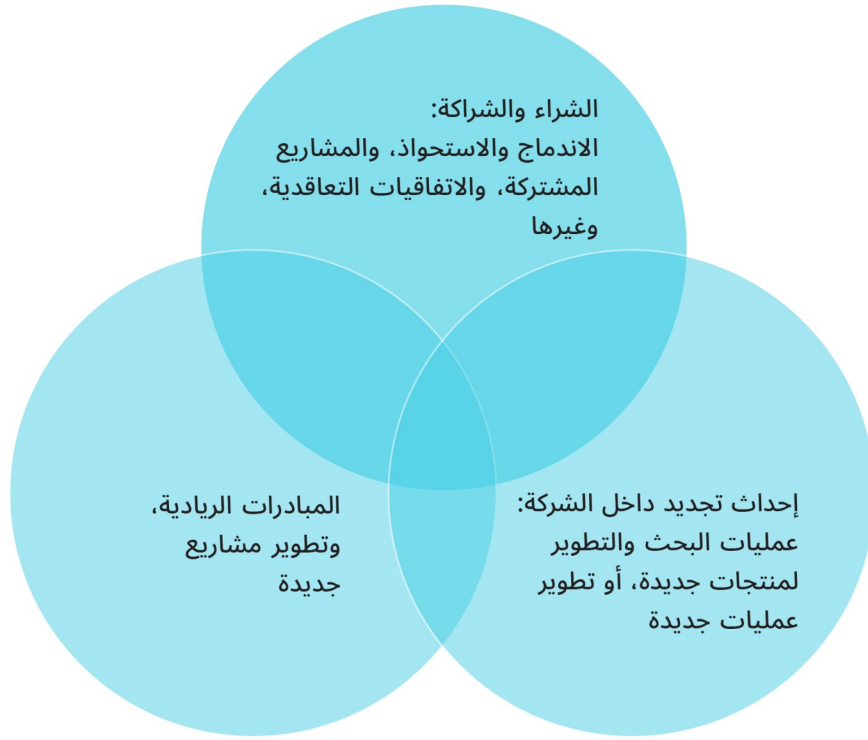 الشراء والشراكة:
الاندماج والاستحواذ، والمشاريع
المشتركة، والاتفاقيات التعاقدية،
وغيرها
إحداث تجديد داخل الشركة:
عمليات البحث والتطوير
لمنتجات جديدة، أو تطوير
عمليات جديدة
المبادرات الريادية،
وتطوير مشاريع
جديدة